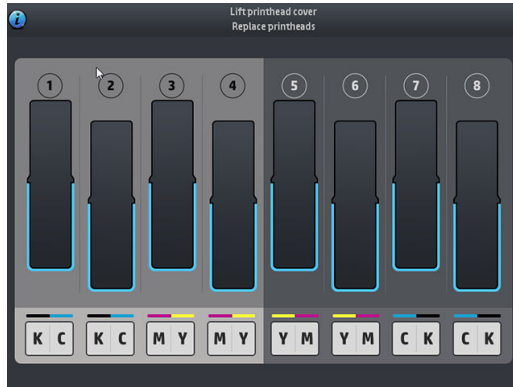 i
Lift printhead cover
Replace printheads
1 2 3 4 5 6 7 8
K C K C M Y M Y Y M Y M C K C K